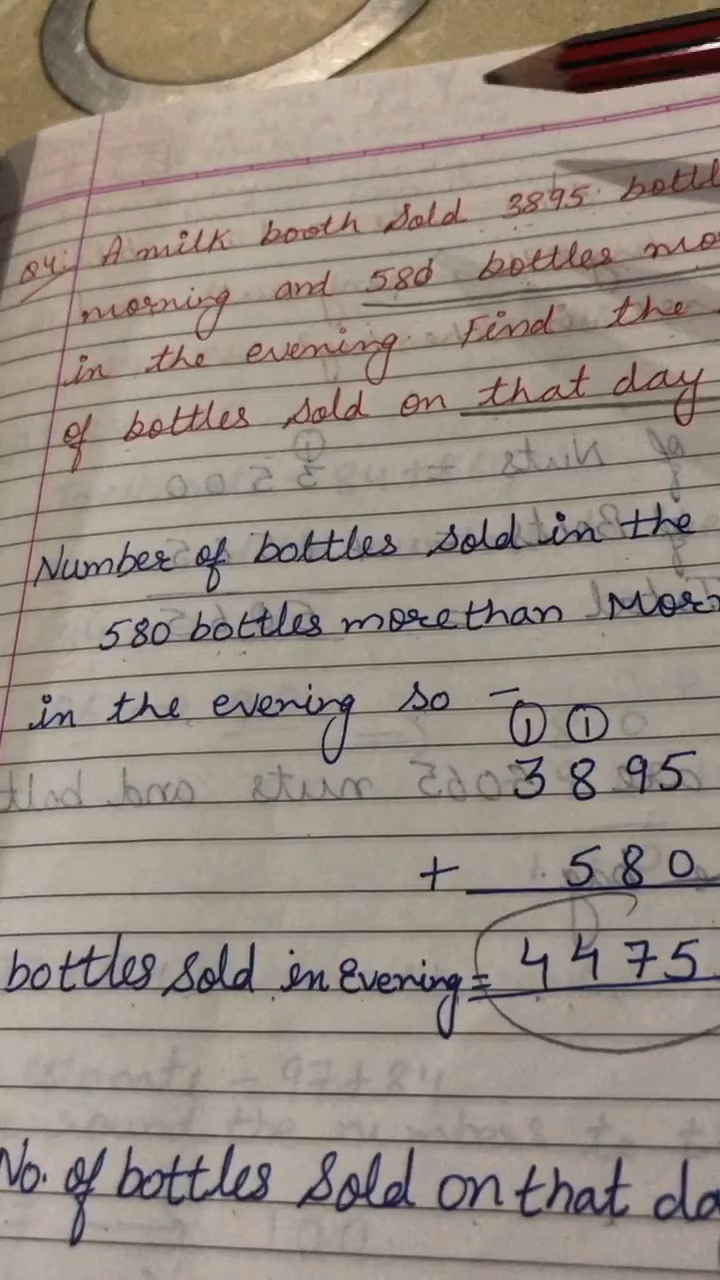 Q4. A milk booth sold 3895 bottl
morning and 580 bottles mo
in the evening. Find the
of bottles sold on that day
Number of bottles sold in the
580 bottles more than Mor
in the evening so –
1 1
3895
+ 580
bottles sold in Evening = 4475
No. of bottles sold on that da